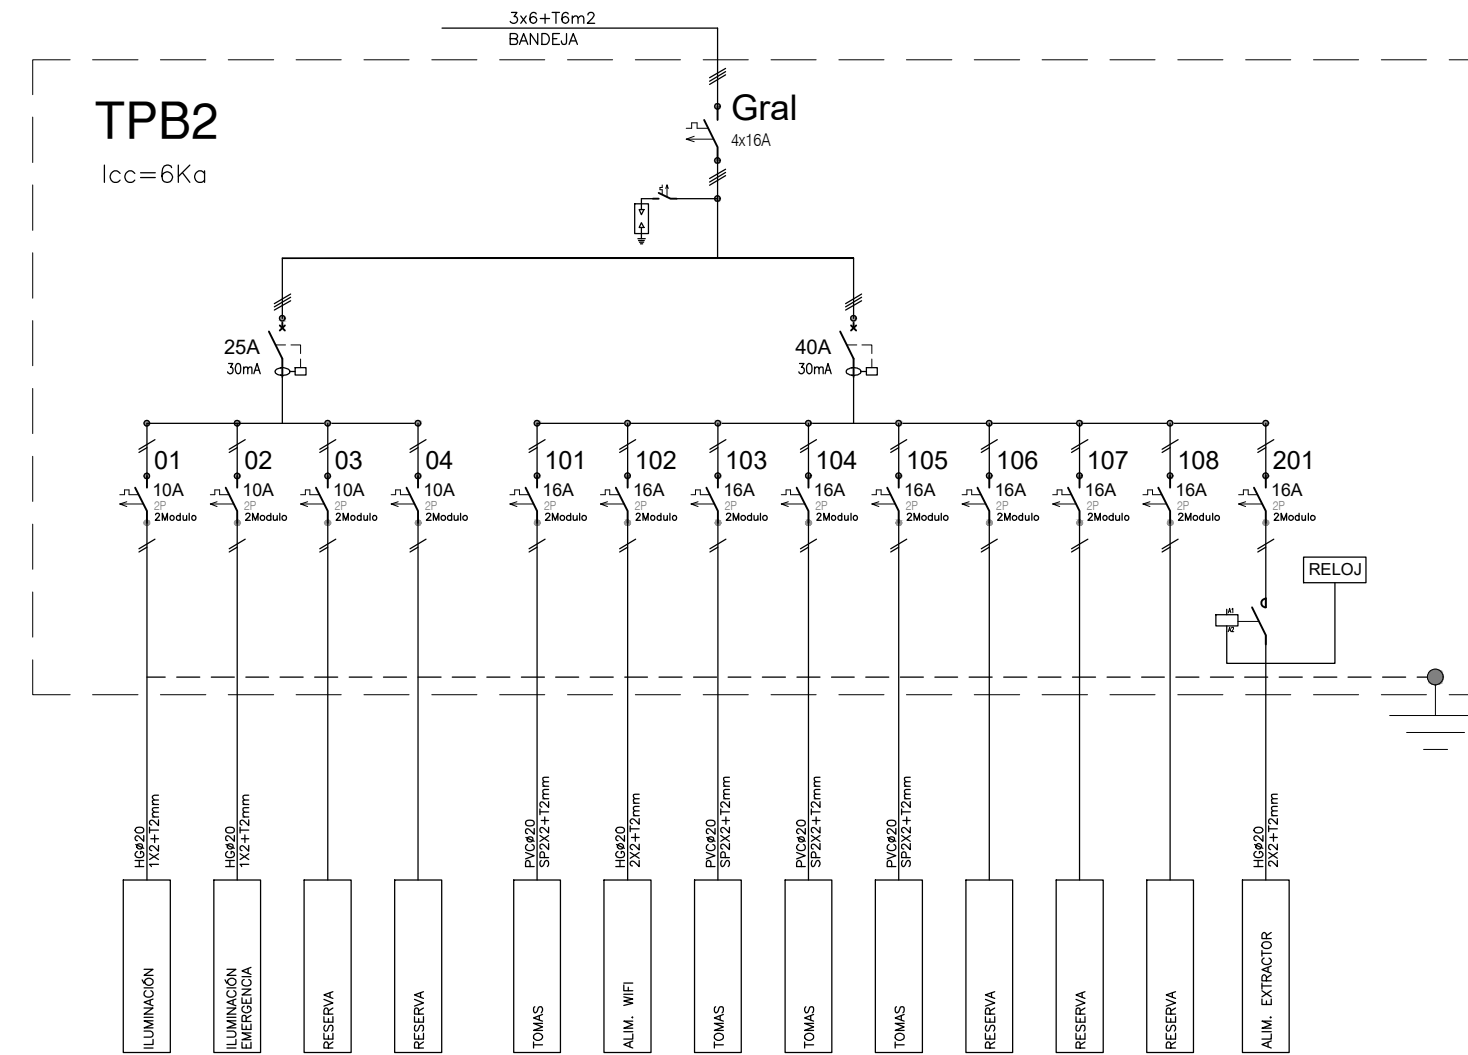 3x6+T6m2
BANDEJA
TPB2
Icc=6Ka
Gral
4x16A
25A
30mA
40A
30mA
01
10A
2P
2Modulo
02
10A
2P
2Modulo
03
10A
2P
2Modulo
04
10A
2P
2Modulo
101
16A
2P
2Modulo
102
16A
2P
2Modulo
103
16A
2P
2Modulo
104
16A
2P
2Modulo
105
16A
2P
2Modulo
106
16A
2P
2Modulo
107
16A
2P
2Modulo
108
16A
2P
2Modulo
201
16A
2P
2Modulo
RELOJ
A1
A2
HGø20
1X2+T2mm
HGø20
1X2+T2mm
PVCø20
SP2X2+T2mm
HGø20
2X2+T2mm
PVCø20
SP2X2+T2mm
PVCø20
SP2X2+T2mm
PVCø20
SP2X2+T2mm
HGø20
2X2+T2mm
ILUMINACIÓN
ILUMINACIÓN
EMERGENCIA
RESERVA
RESERVA
TOMAS
ALIM. WIFI
TOMAS
TOMAS
TOMAS
RESERVA
RESERVA
RESERVA
ALIM. EXTRACTOR